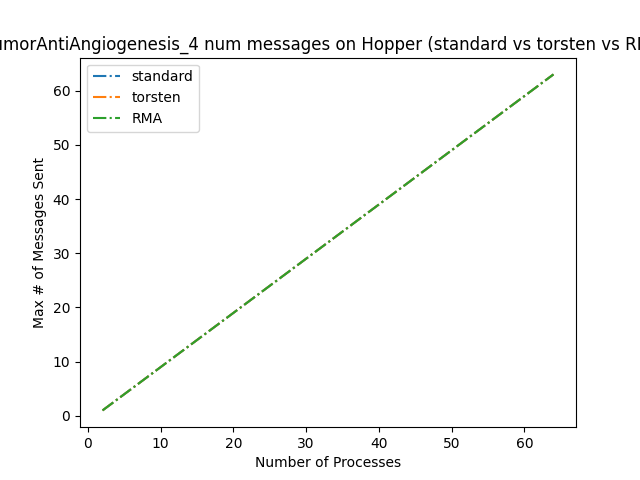 umorAntiAngiogenesis_4 num messages on Hopper (standard vs torsten vs
standard
torsten
RMA
Max # of Messages Sent
60
50
40
30
20
10
0
0 10 20 30 40 50 60
Number of Processes